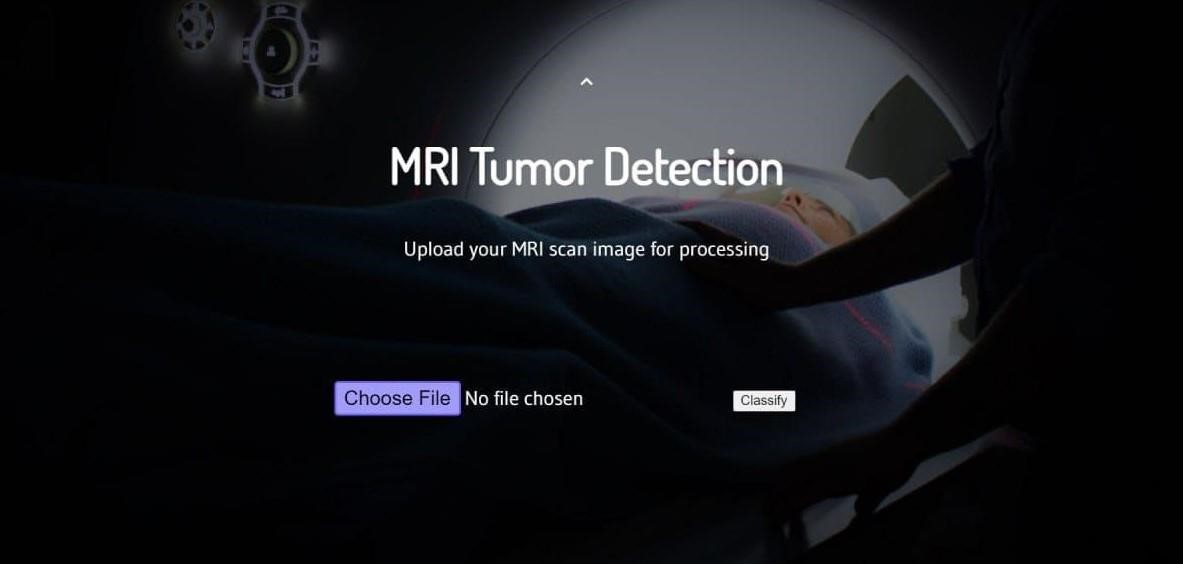 MRI Tumor Detection
Upload your MRI scan image for processing
Choose File No file chosen Classify